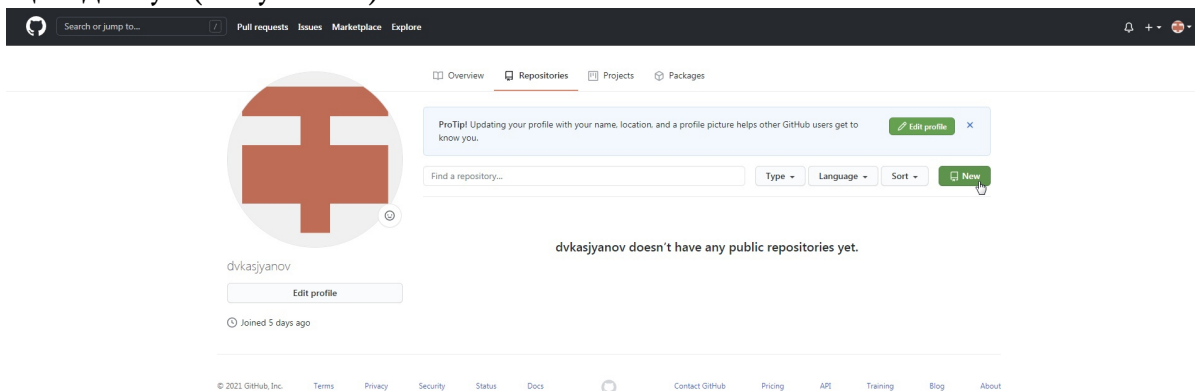 Search or jump to... / Pull requests Issues Marketplace Explore
Overview Repositories Projects Packages
ProTip! Updating your profile with your name, location, and a profile picture helps other GitHub users get to
know you.
Edit profile
Find a repository... Type Language Sort New
dvkasjyanov doesn't have any public repositories yet.
dvkasjyanov
Edit profile
Joined 5 days ago
© 2021 GitHub, Inc. Terms Privacy Security Status Docs Contact GitHub Pricing API Training Blog About